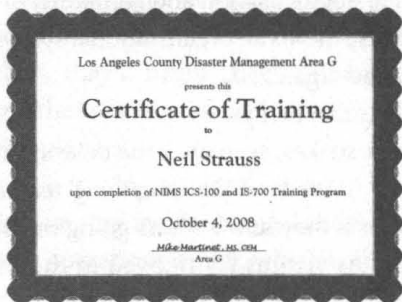 Los Angeles County Disaster Management Area G
presents this
Certificate of Training
to
Neil Strauss
upon completion of NIMS ICS-100 and IS-700 Training Program
October 4, 2008
Mike Martinet, MS, CEM
Area G